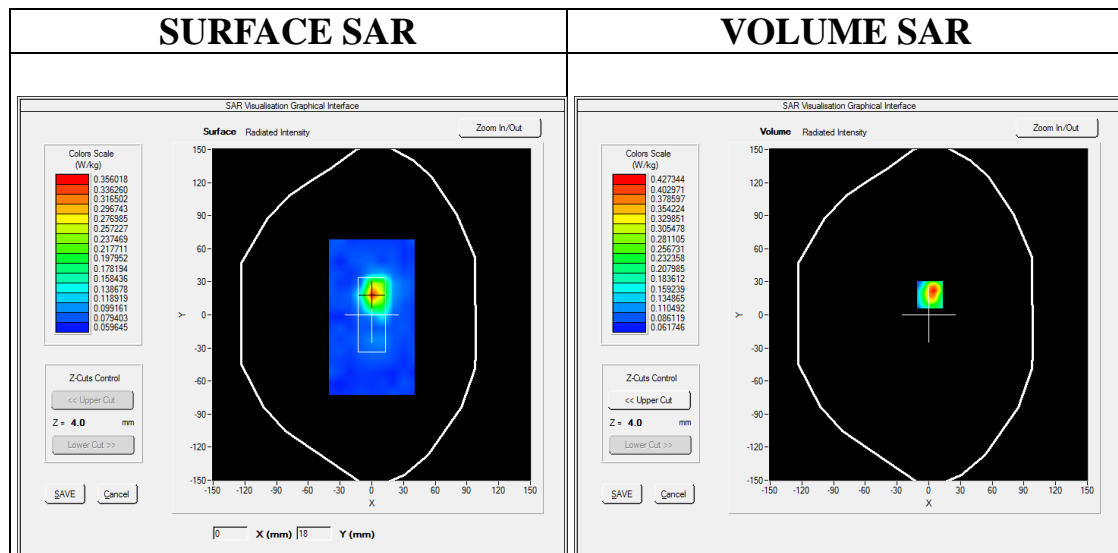 SURFACE SAR
VOLUME SAR
SAR Visualisation Graphical Interface
Surface Radiated Intensity
Zoom In/Out
Colors Scale
(W/kg)
0.356018
0.336260
0.316502
0.296743
0.276985
0.257227
0.237469
0.217711
0.197952
0.178194
0.158436
0.138678
0.118919
0.099161
0.079403
0.059645
Z-Cuts Control
<< Upper Cut
Z = 4.0 mm
Lower Cut >>
SAVE Cancel
150
120
90
60
30
0
-30
-60
-90
-120
-150
Y
-150 -120 -90 -60 -30 0 30 60 90 120 150
X
0 X (mm) 18 Y (mm)
SAR Visualisation Graphical Interface
Volume Radiated Intensity
Zoom In/Out
Colors Scale
(W/kg)
0.427344
0.402971
0.378597
0.354224
0.329851
0.305478
0.281105
0.256731
0.232358
0.207985
0.183612
0.159239
0.134865
0.110492
0.086119
0.061746
Z-Cuts Control
<< Upper Cut
Z = 4.0 mm
Lower Cut >>
SAVE Cancel
150
120
90
60
30
0
-30
-60
-90
-120
-150
Y
-150 -120 -90 -60 -30 0 30 60 90 120 150
X